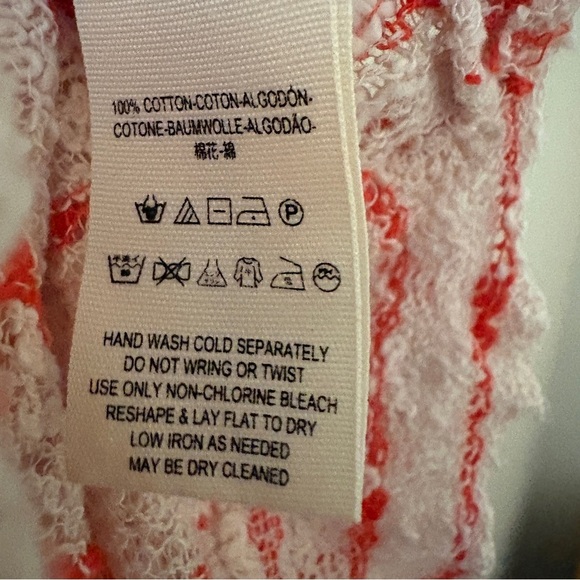 100% COTTON-COTON-ALGODÓN-
COTONE-BAUMWOLLE-ALGODÃO-
棉花-綿
P
HAND WASH COLD SEPARATELY
DO NOT WRING OR TWIST
USE ONLY NON-CHLORINE BLEACH
RESHAPE & LAY FLAT TO DRY
LOW IRON AS NEEDED
MAY BE DRY CLEANED